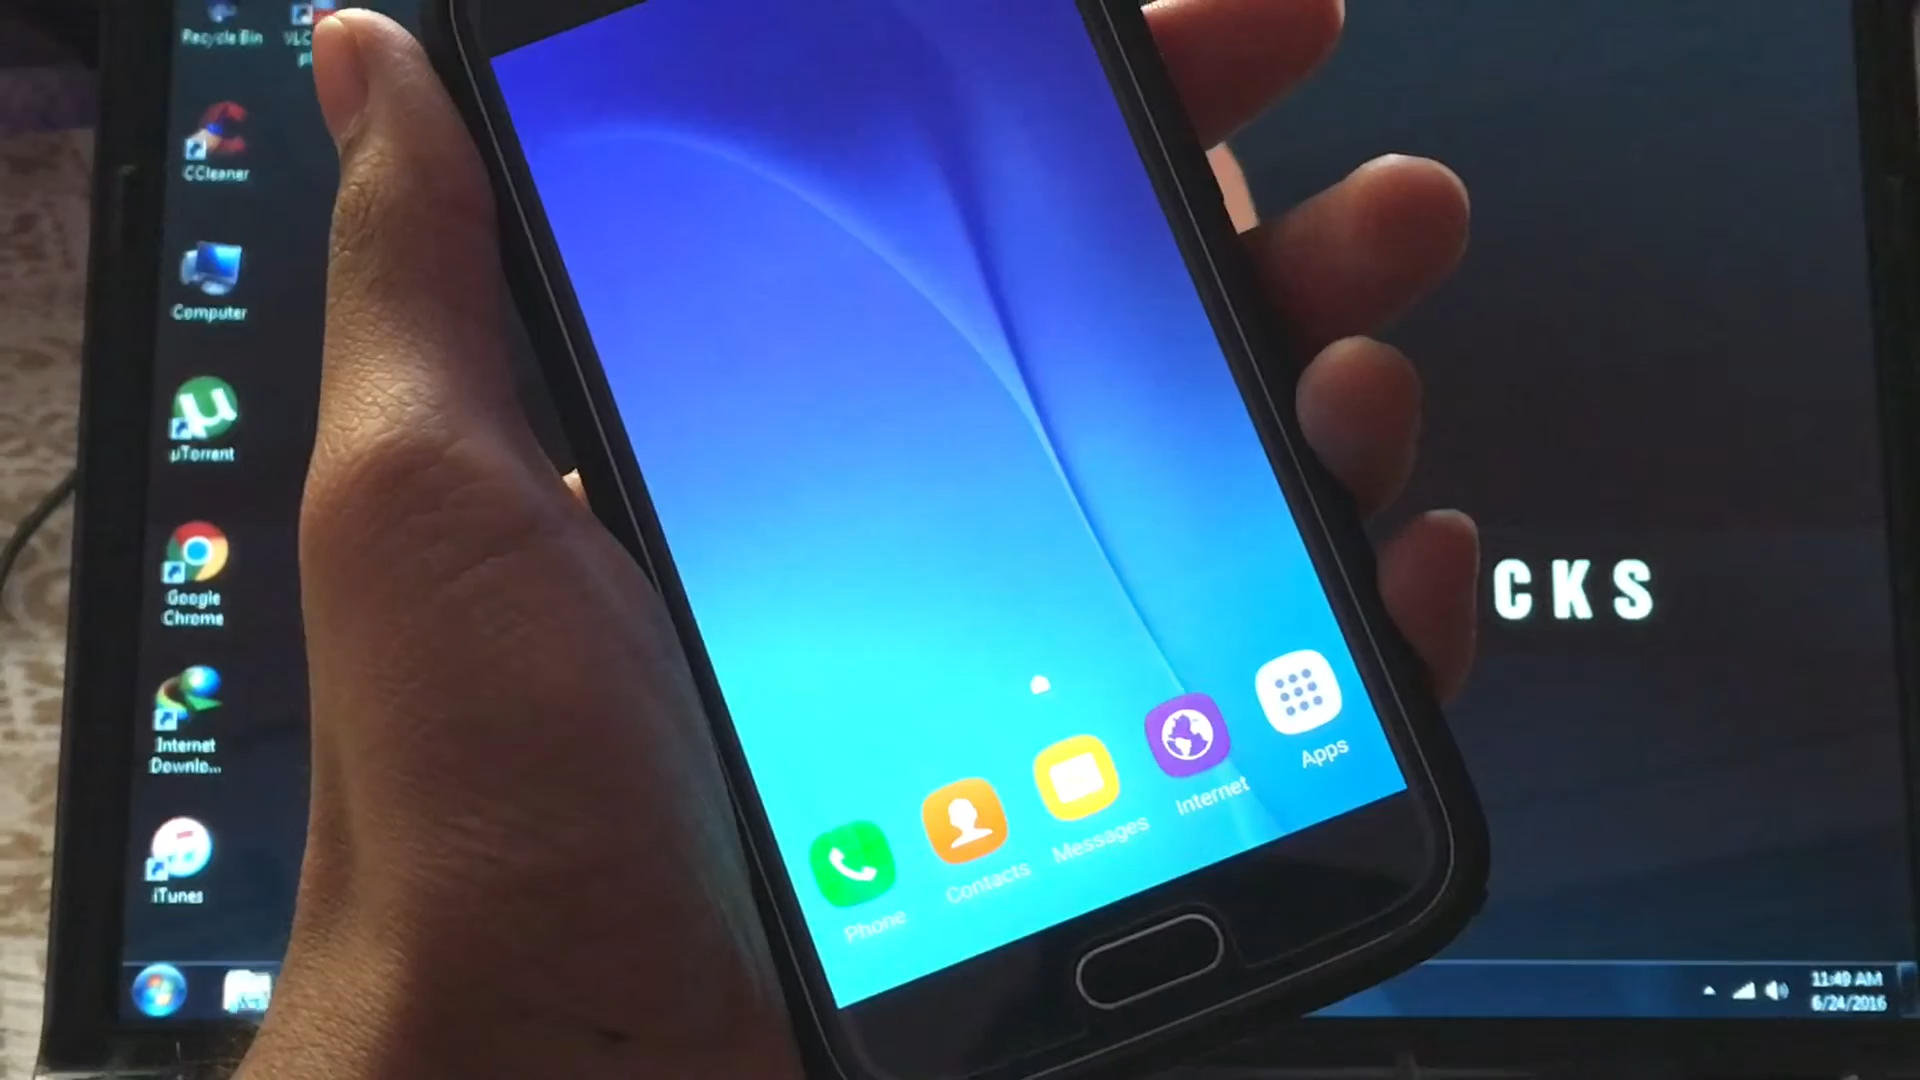 Recycle Bin
VLC
CCleaner
Computer
µTorrent
Google
Chrome
Internet
Downlo...
iTunes
CKS
Phone
Contacts
Messages
Internet
Apps
11:49 AM
6/24/2016